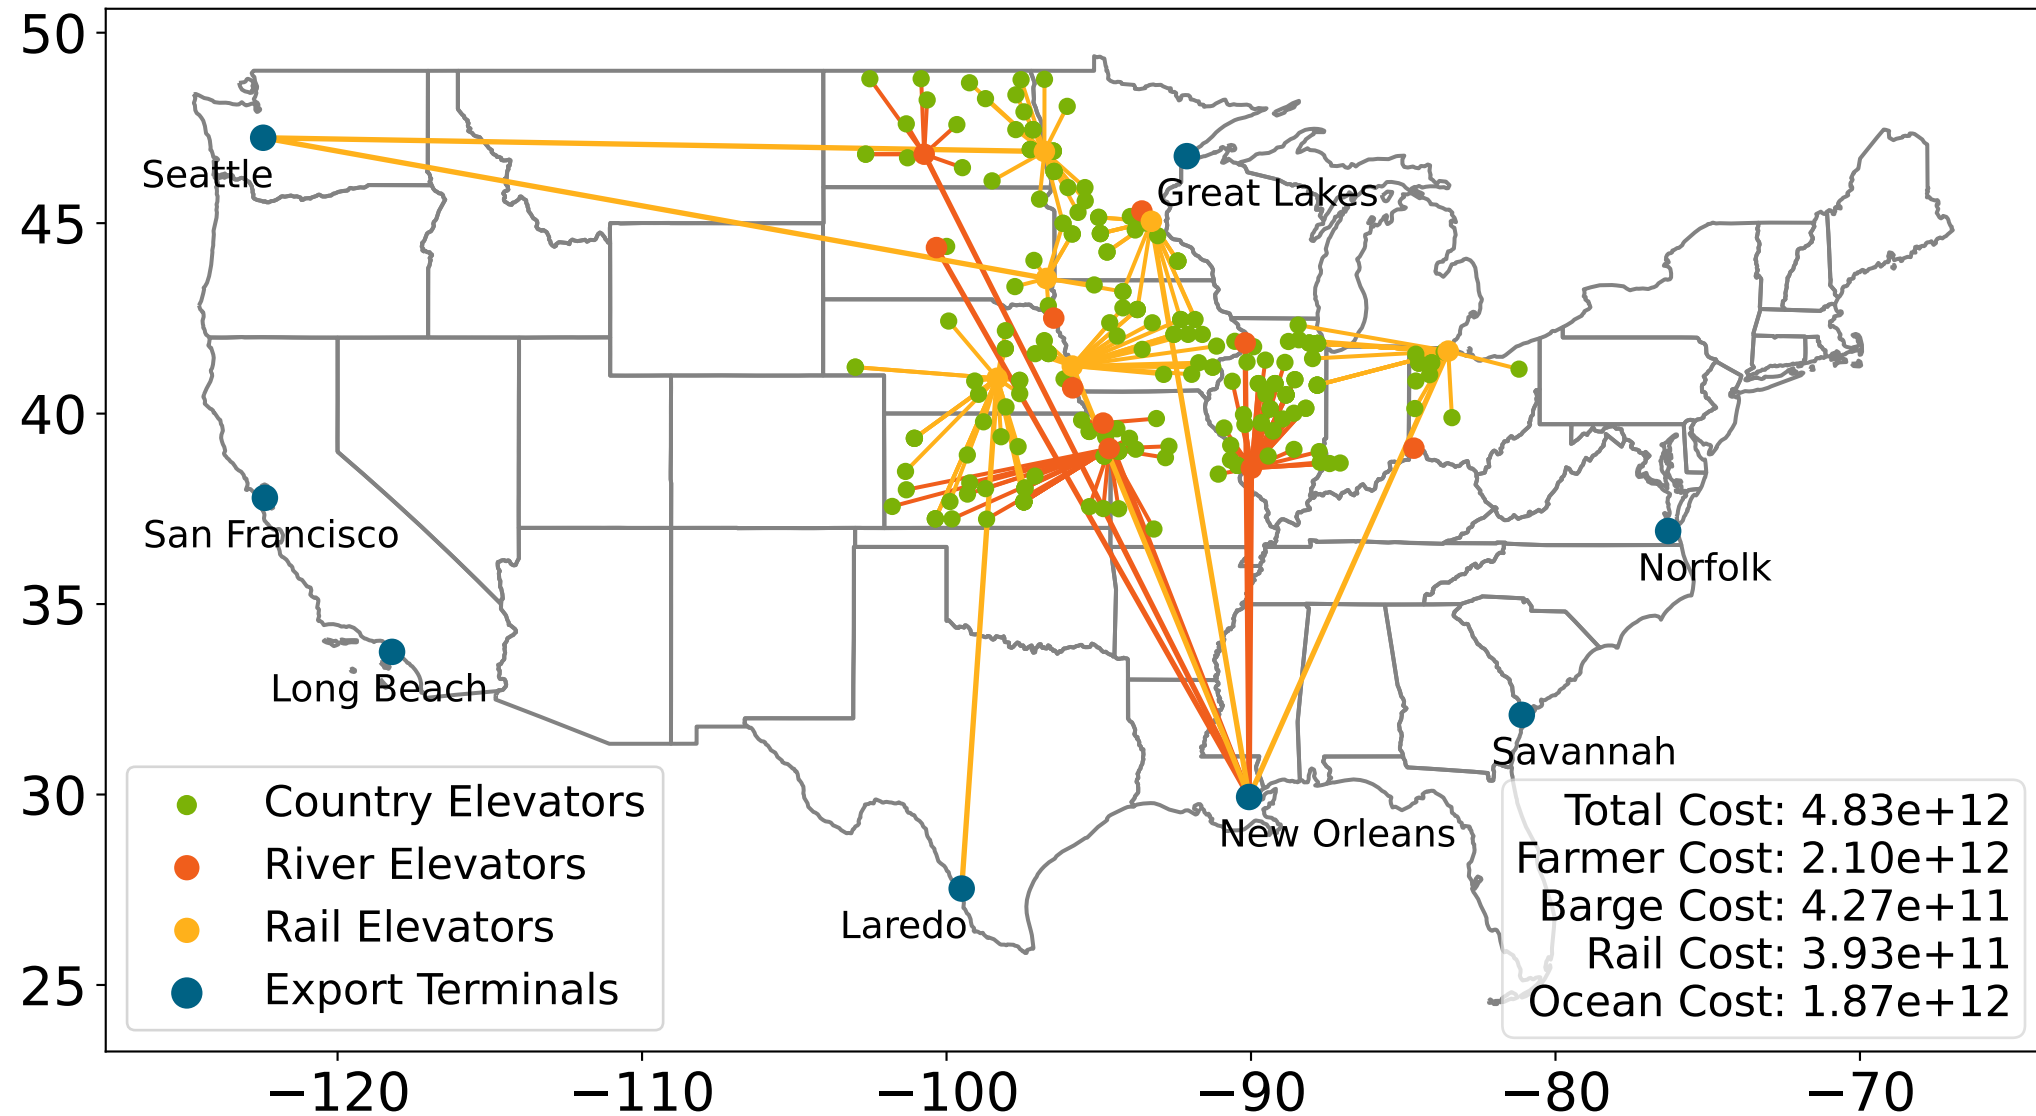 50
45
40
35
30
25
Seattle
Great Lakes
San Francisco
Norfolk
Long Beach
Savannah
New Orleans
Laredo
Country Elevators
River Elevators
Rail Elevators
Export Terminals
Total Cost: 4.83e+12
Farmer Cost: 2.10e+12
Barge Cost: 4.27e+11
Rail Cost: 3.93e+11
Ocean Cost: 1.87e+12
−120 −110 −100 −90 −80 −70